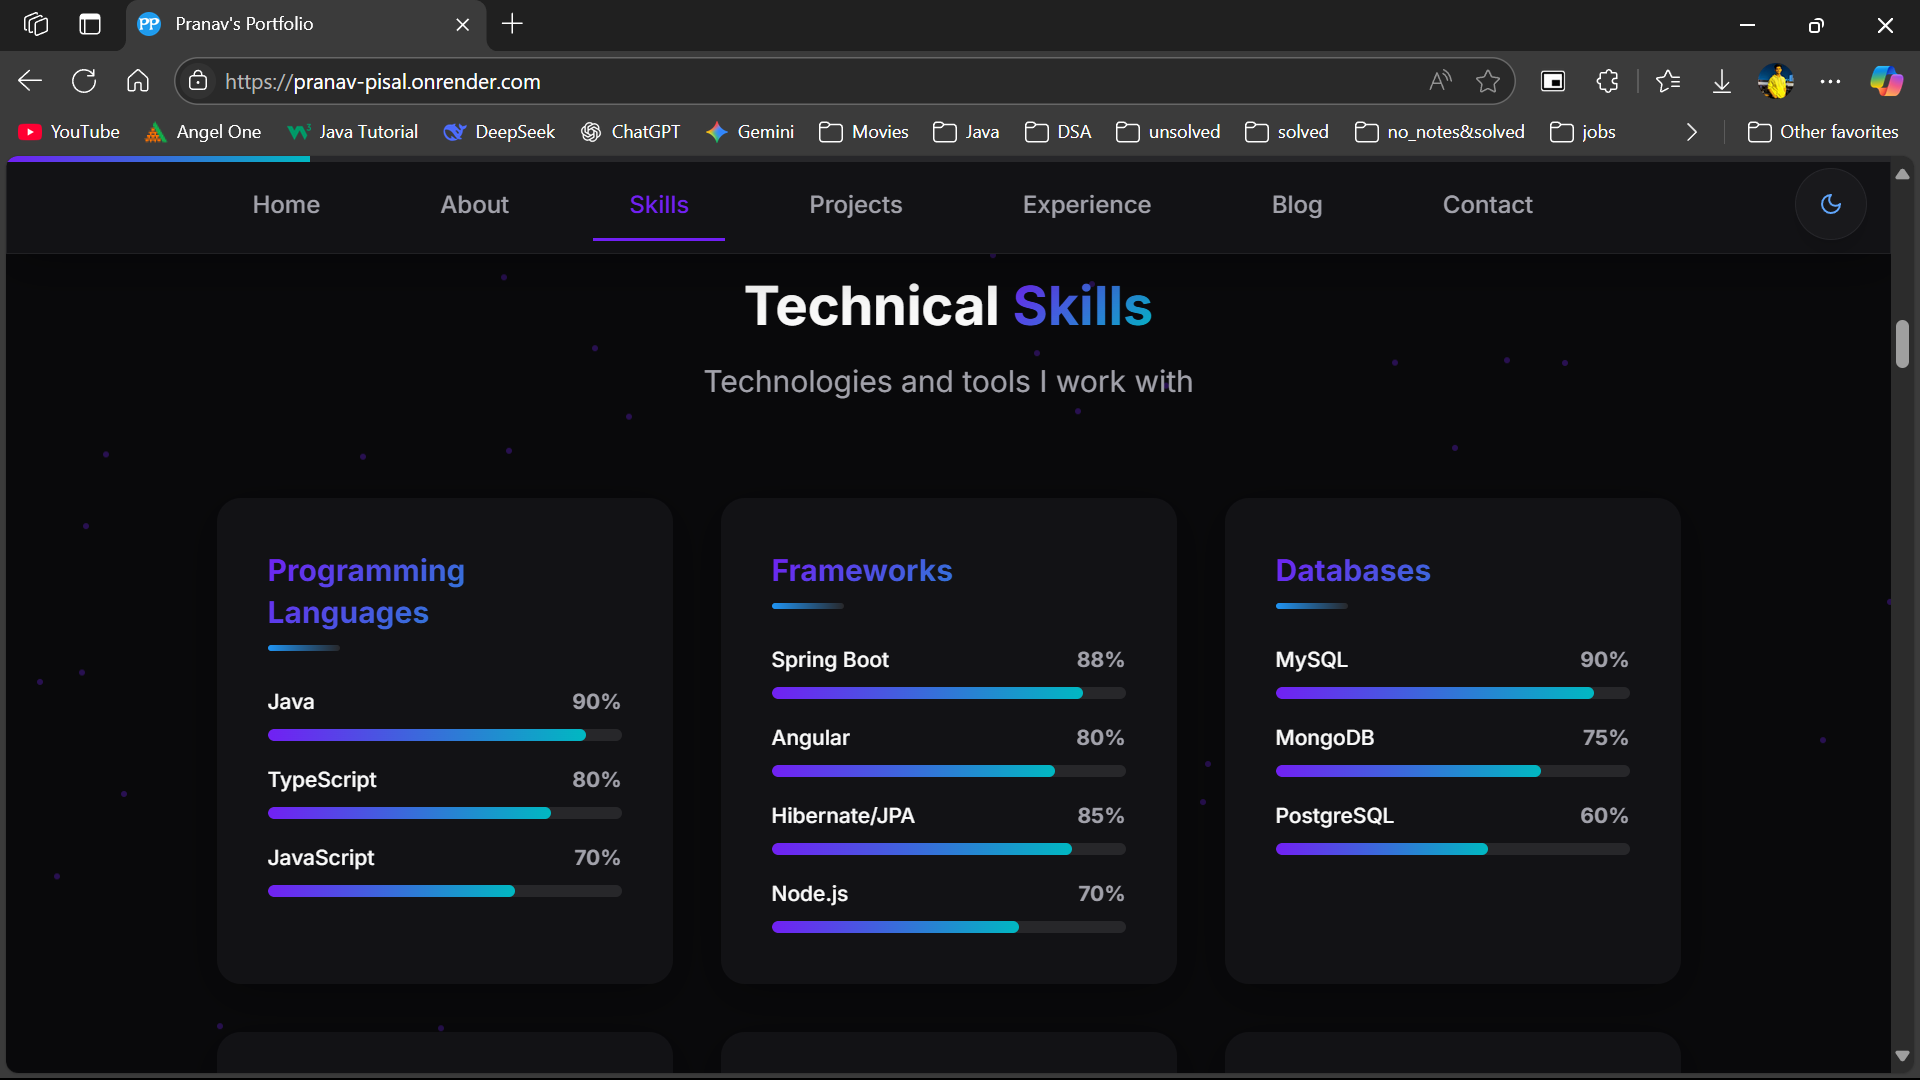 PP Pranav's Portfolio
https://pranav-pisal.onrender.com
YouTube Angel One Java Tutorial DeepSeek ChatGPT Gemini Movies Java DSA unsolved solved no_notes&solved jobs Other favorites
Home About Skills Projects Experience Blog Contact
Technical Skills
Technologies and tools I work with
Programming
Languages
Java 90%
TypeScript 80%
JavaScript 70%
Frameworks
Spring Boot 88%
Angular 80%
Hibernate/JPA 85%
Node.js 70%
Databases
MySQL 90%
MongoDB 75%
PostgreSQL 60%